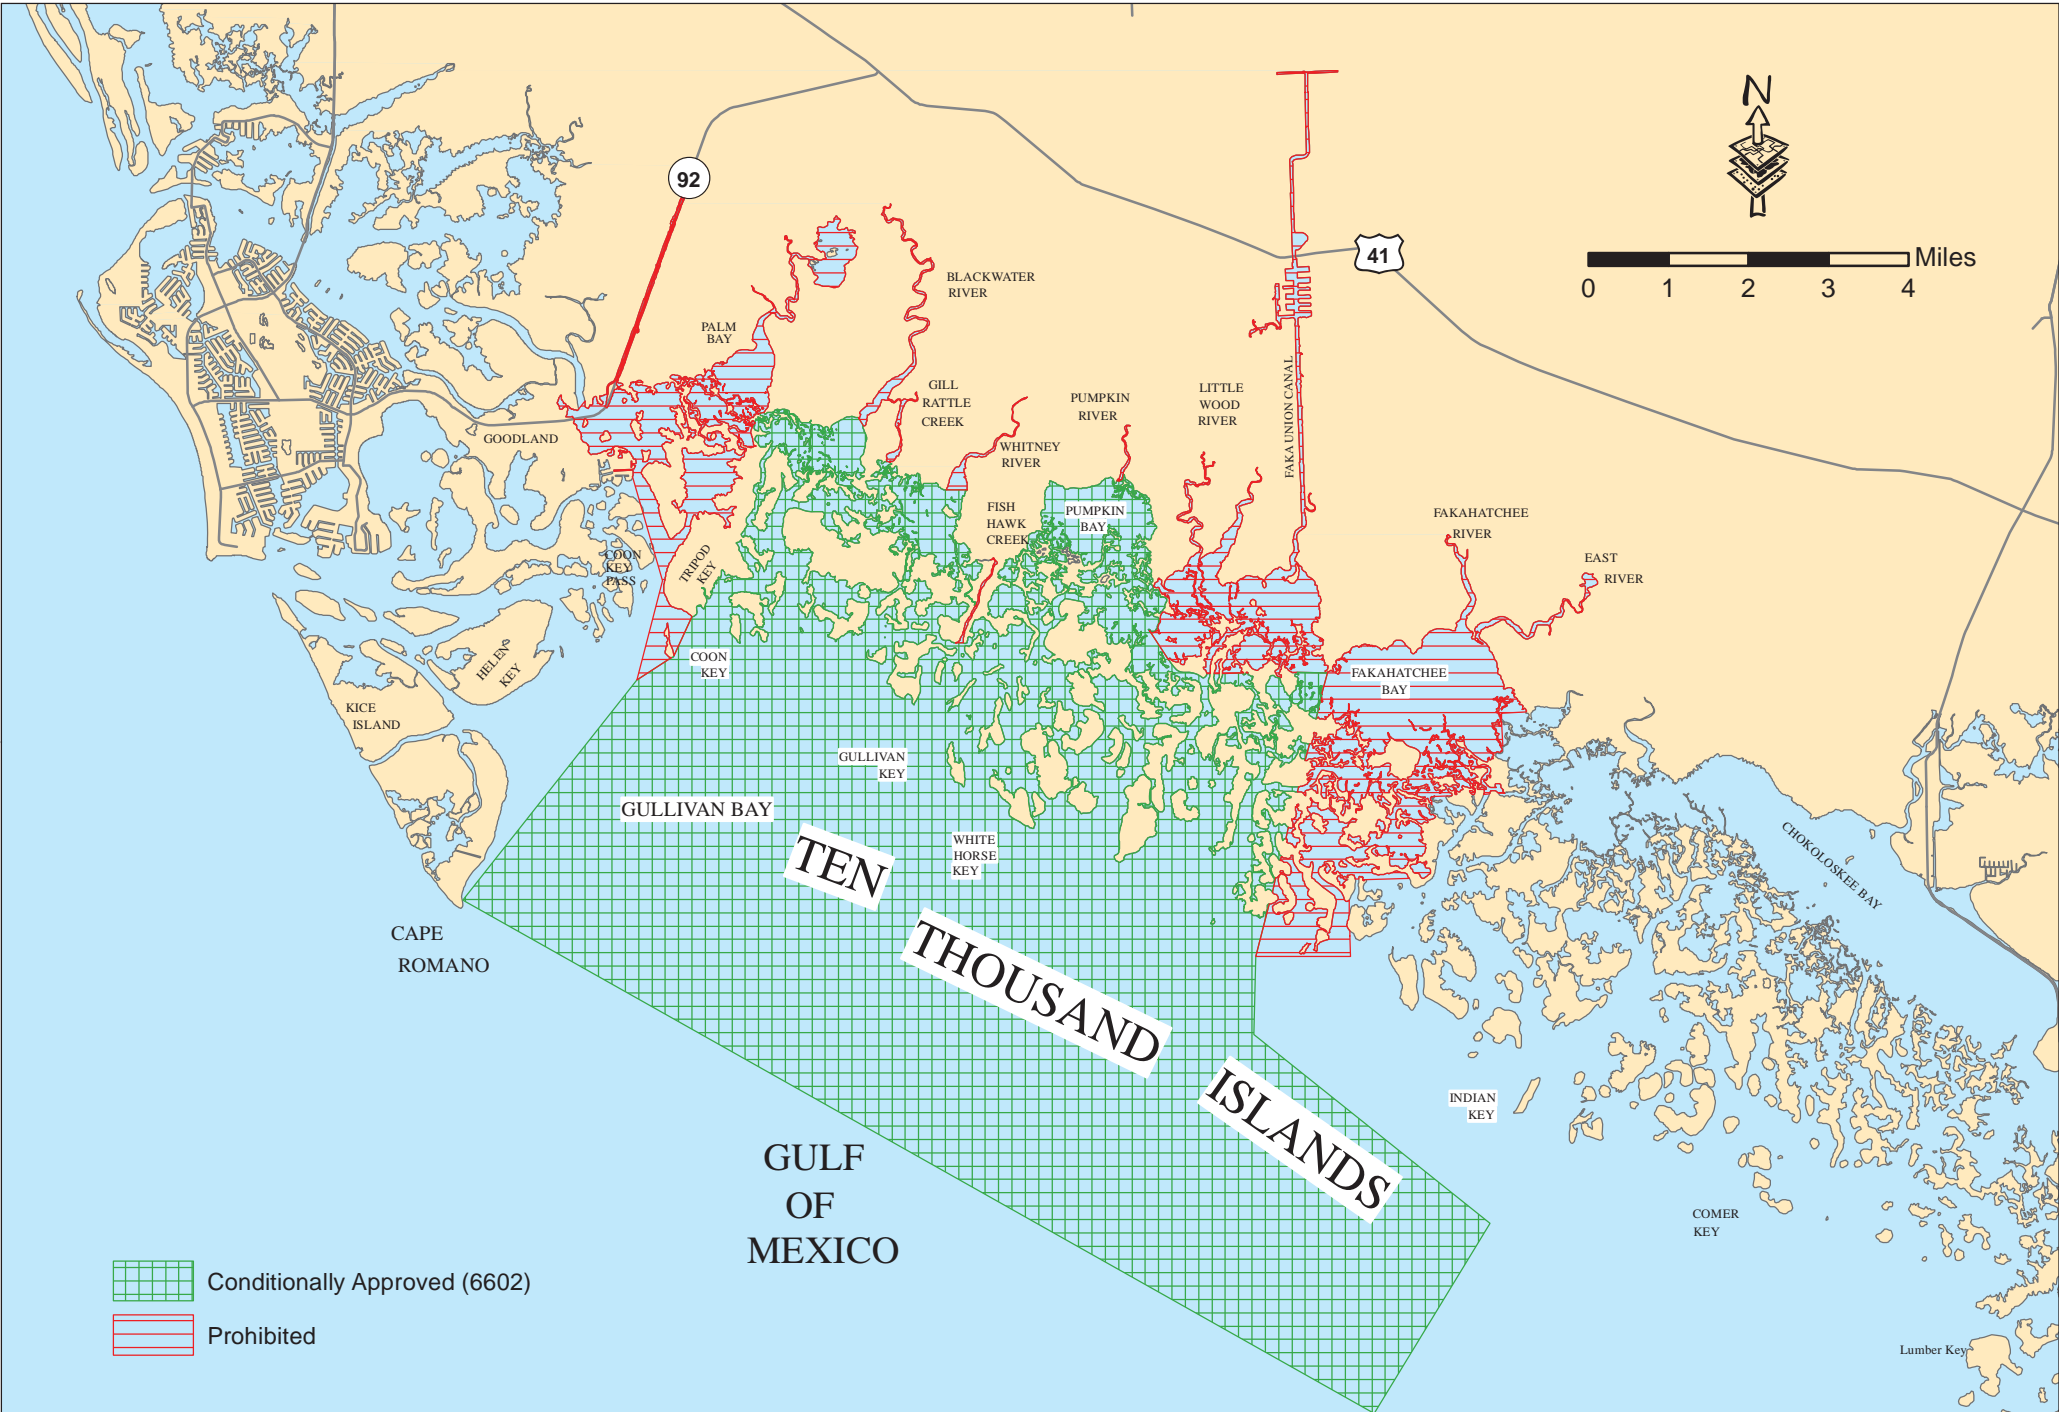 N
92
41
Miles
0 1 2 3 4
BLACKWATER
RIVER
PALM
BAY
GILL
RATTLE
CREEK
PUMPKIN
RIVER
LITTLE
WOOD
RIVER
FAKA UNION CANAL
GOODLAND
WHITNEY
RIVER
FISH
HAWK
CREEK
PUMPKIN
BAY
FAKAHATCHEE
RIVER
EAST
RIVER
COON
KEY
PASS
TRIPOD
KEY
COON
KEY
HELEN
KEY
KICE
ISLAND
FAKAHATCHEE
BAY
GULLIVAN
KEY
GULLIVAN BAY
WHITE
HORSE
KEY
CHOKOLOSKEE BAY
CAPE
ROMANO
TEN
THOUSAND
ISLANDS
INDIAN
KEY
GULF
OF
MEXICO
COMER
KEY
Lumber Key
Conditionally Approved (6602)
Prohibited